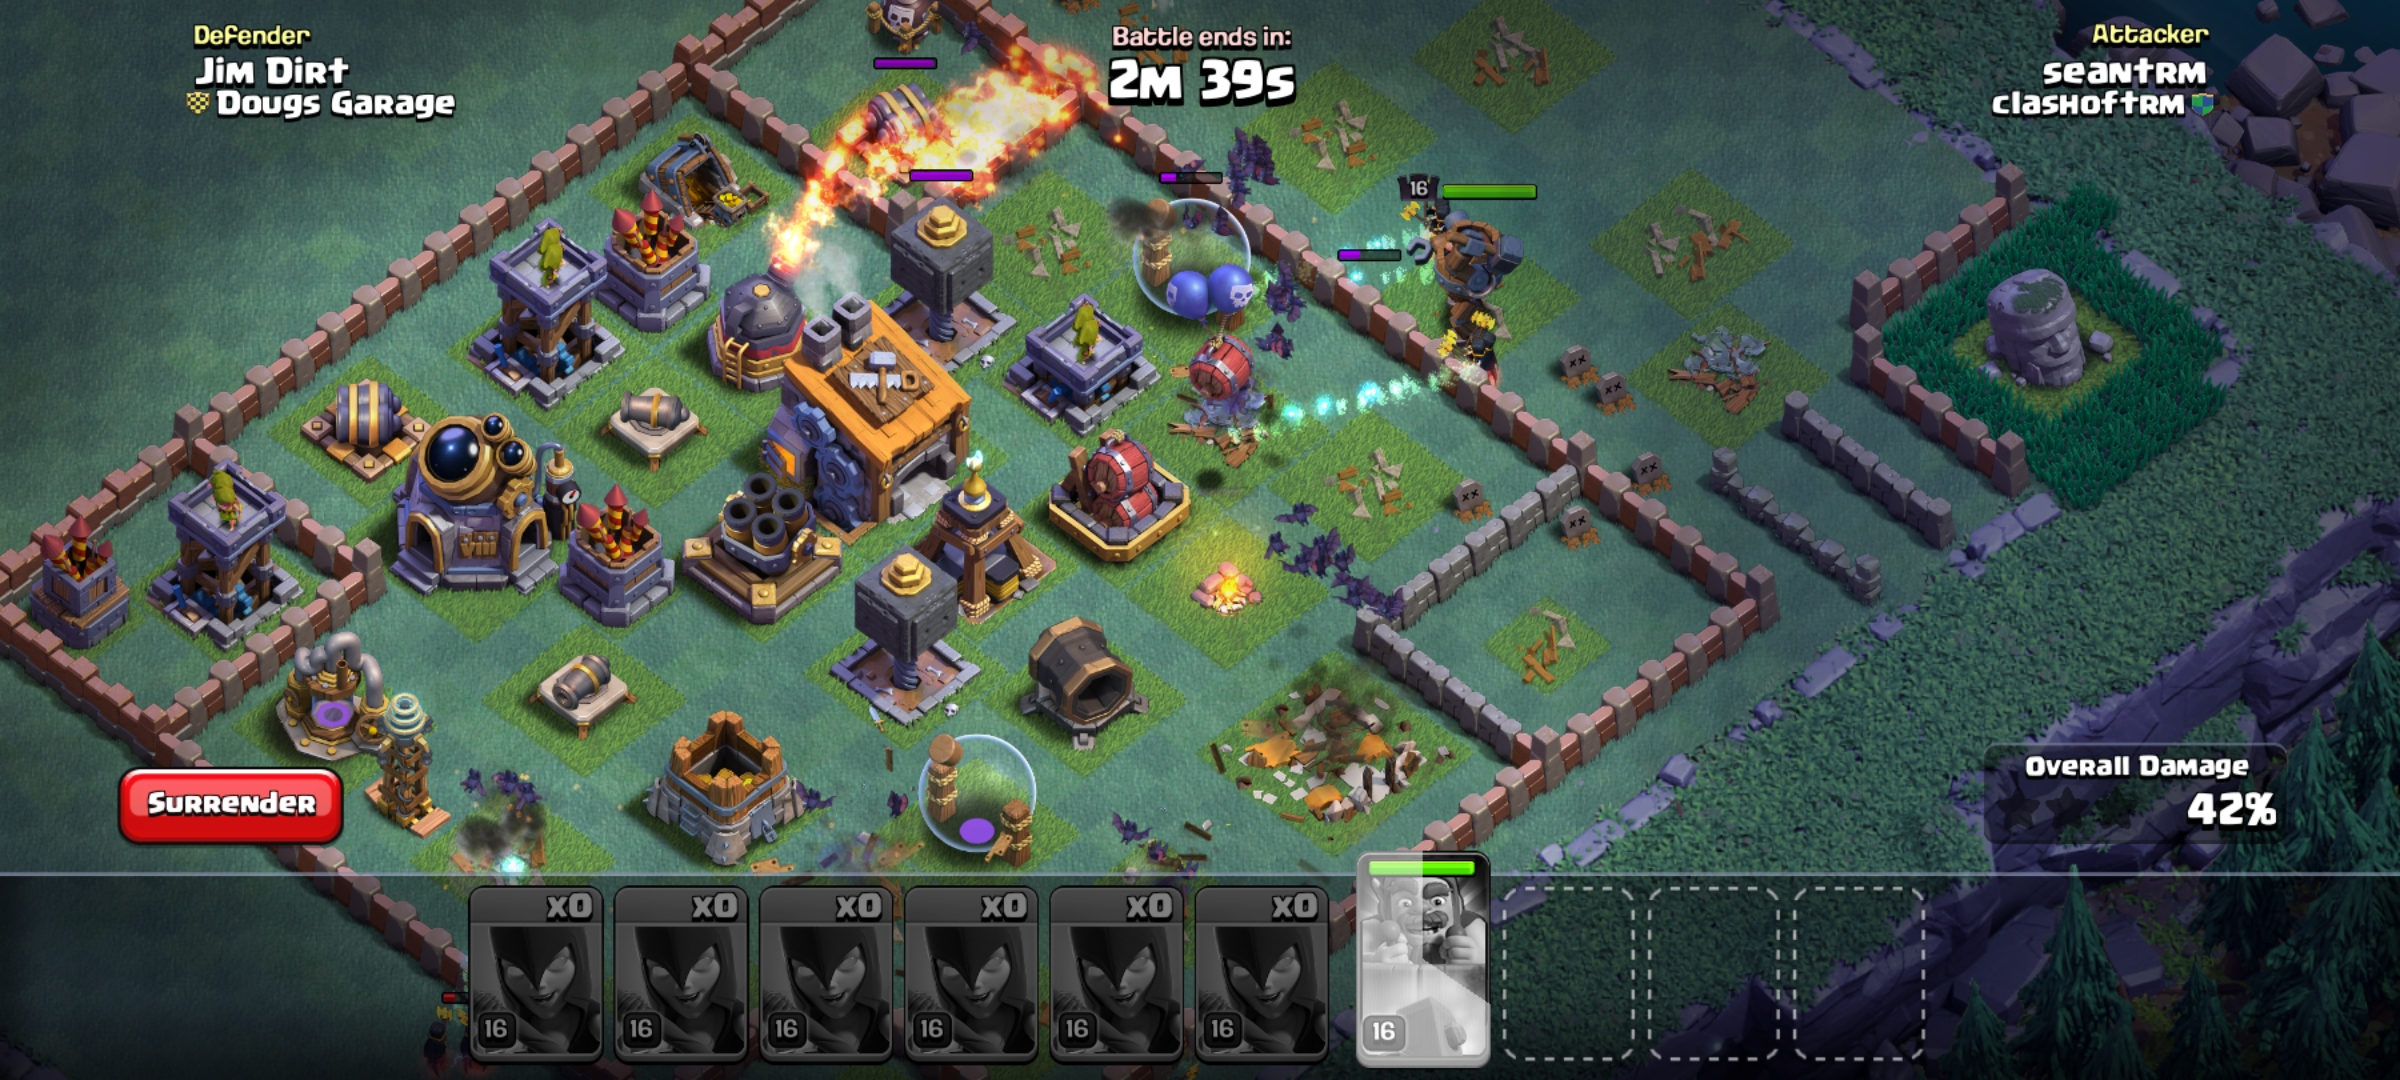 Defender
Jim Dirt
Dougs Garage
Battle ends in:
2M 39s
Attacker
seantRM
clashoftRM
16
VIII
Surrender
Overall Damage
42%
x0
x0
x0
x0
x0
x0
16
16
16
16
16
16
16